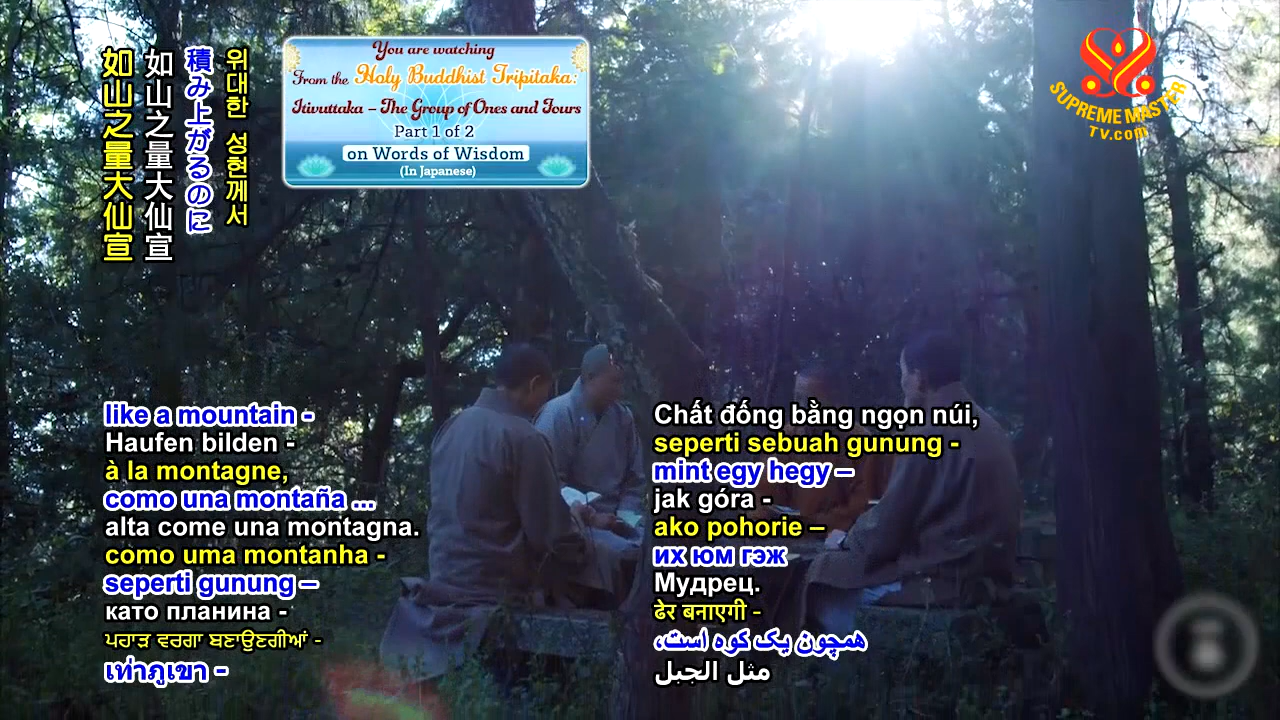 위대한 성현께서
積み上がるのに
如山之量大仙宣
如山之量大仙宣
You are watching
From the Holy Buddhist Tripitaka:
Itivuttaka – The Group of Ones and Fours
Part 1 of 2
on Words of Wisdom
(In Japanese)
SUPREME MASTER
TV.com
like a mountain -
Haufen bilden -
à la montagne,
como una montaña ...
alta come una montagna.
como uma montanha -
seperti gunung –
като планина -
ਪਹਾੜ ਵਰਗਾ ਬਣਾਉਣਗੀਆਂ -
เท่าภูเขา -
Chất đống bằng ngọn núi,
seperti sebuah gunung -
mint egy hegy –
jak góra -
ako pohorie –
их юм гэж
Мудрец.
ढेर बनाएगी -
همچون یک کوه است،
مثل الجبل